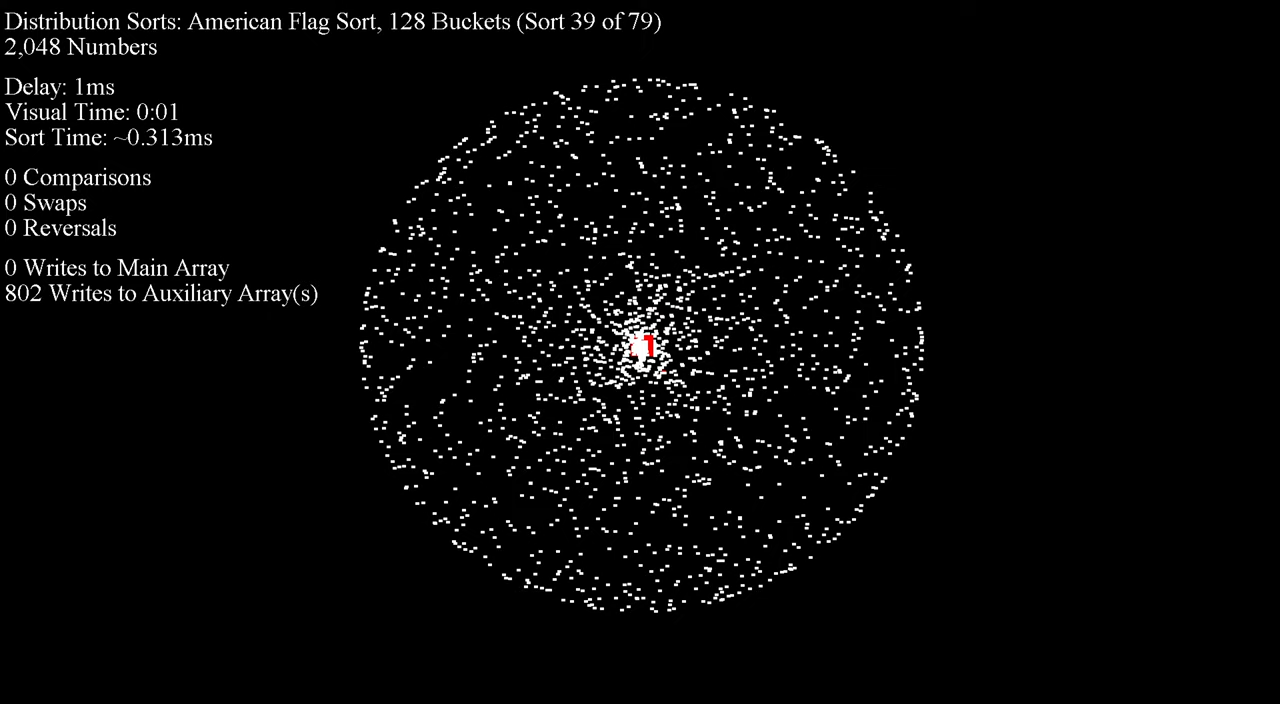 Distribution Sorts: American Flag Sort, 128 Buckets (Sort 39 of 79)
2,048 Numbers
Delay: 1ms
Visual Time: 0:01
Sort Time: ~0.313ms
0 Comparisons
0 Swaps
0 Reversals
0 Writes to Main Array
802 Writes to Auxiliary Array(s)